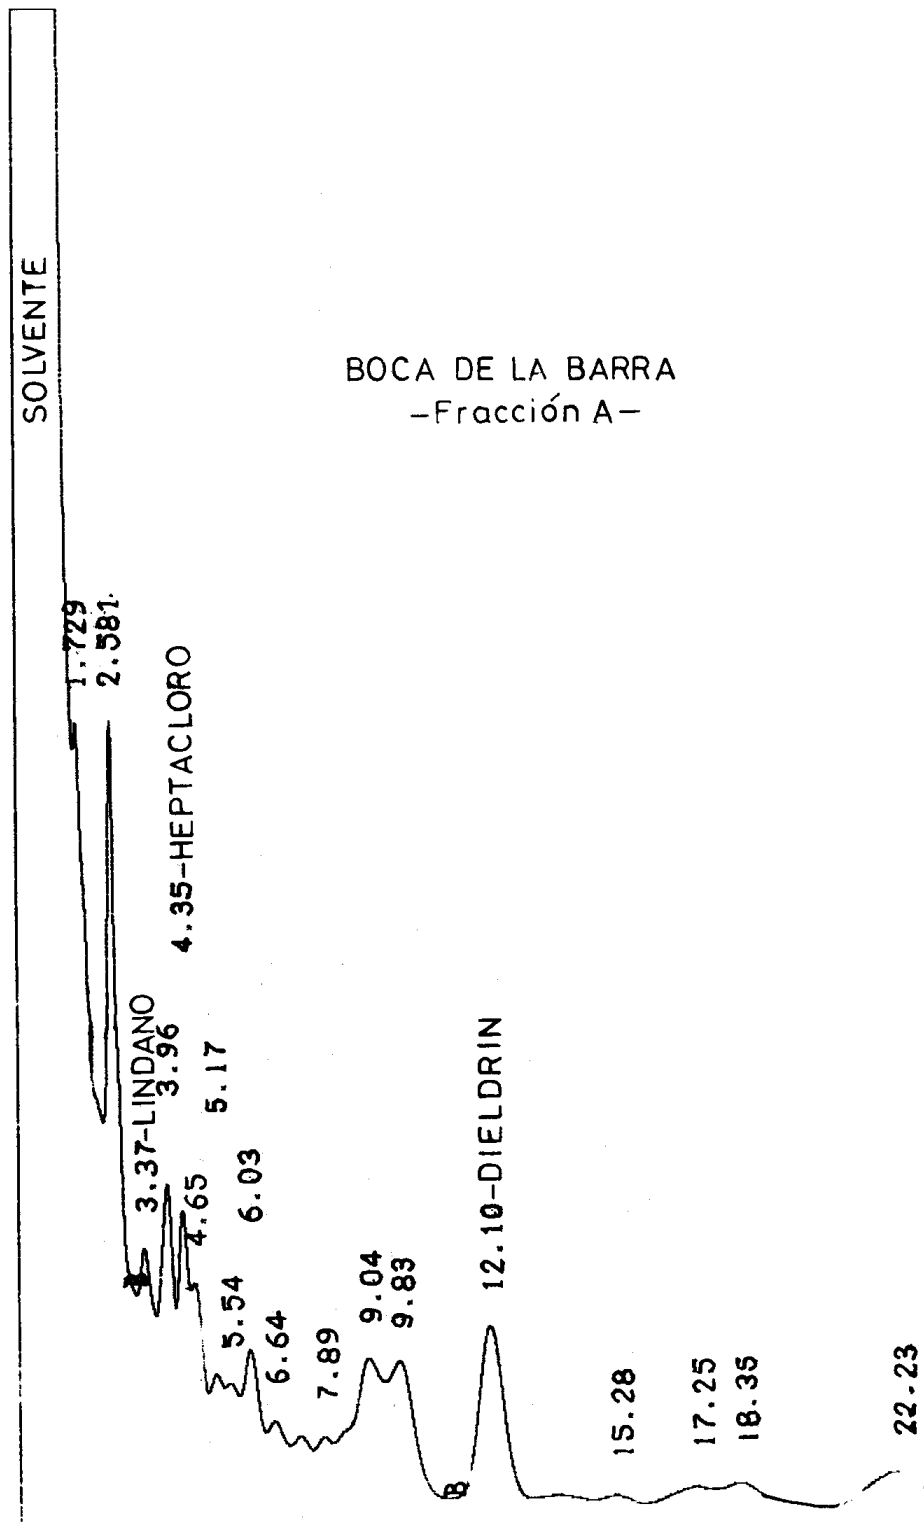 SOLVENTE
BOCA DE LA BARRA
-Fracción A-
1.729
2.581
3.37-LINDANO
3.96
4.35-HEPTACLORO
4.65
5.17
5.54
6.03
6.64
7.89
9.04
9.83
B
12.10-DIELDRIN
15.28
17.25
18.35
22.23